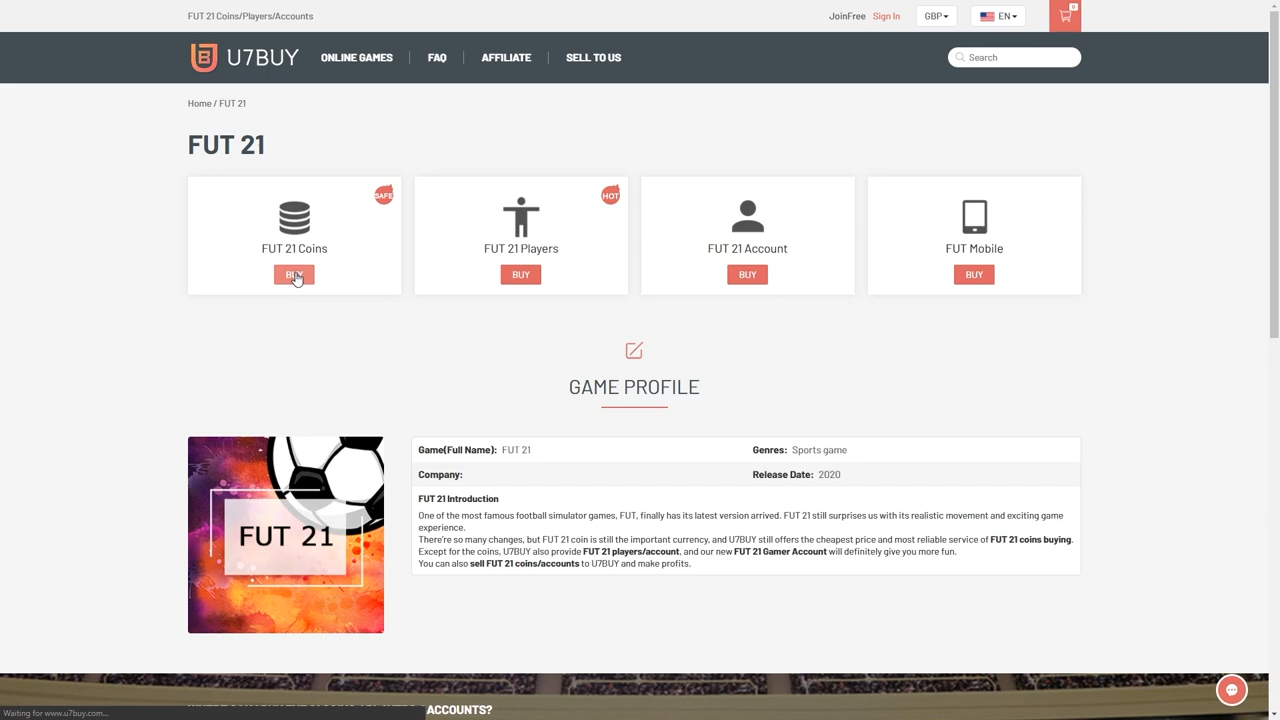 FUT 21 Coins/Players/Accounts
JoinFree Sign In GBP EN 0
U7BUY ONLINE GAMES FAQ AFFILIATE SELL TO US Search
Home / FUT 21
FUT 21
SAFE HOT
FUT 21 Coins FUT 21 Players FUT 21 Account FUT Mobile
BUY BUY BUY BUY
GAME PROFILE
Game(Full Name): FUT 21 Genres: Sports game
Company: Release Date: 2020
FUT 21 Introduction
One of the most famous football simulator games, FUT, finally has its latest version arrived. FUT 21 still surprises us with its realistic movement and exciting game
experience.
There're so many changes, but FUT 21 coin is still the important currency, and U7BUY still offers the cheapest price and most reliable service of FUT 21 coins buying.
Except for the coins, U7BUY also provide FUT 21 players/account, and our new FUT 21 Gamer Account will definitely give you more fun.
You can also sell FUT 21 coins/accounts to U7BUY and make profits.
FUT 21
ACCOUNTS?
Waiting for www.u7buy.com...